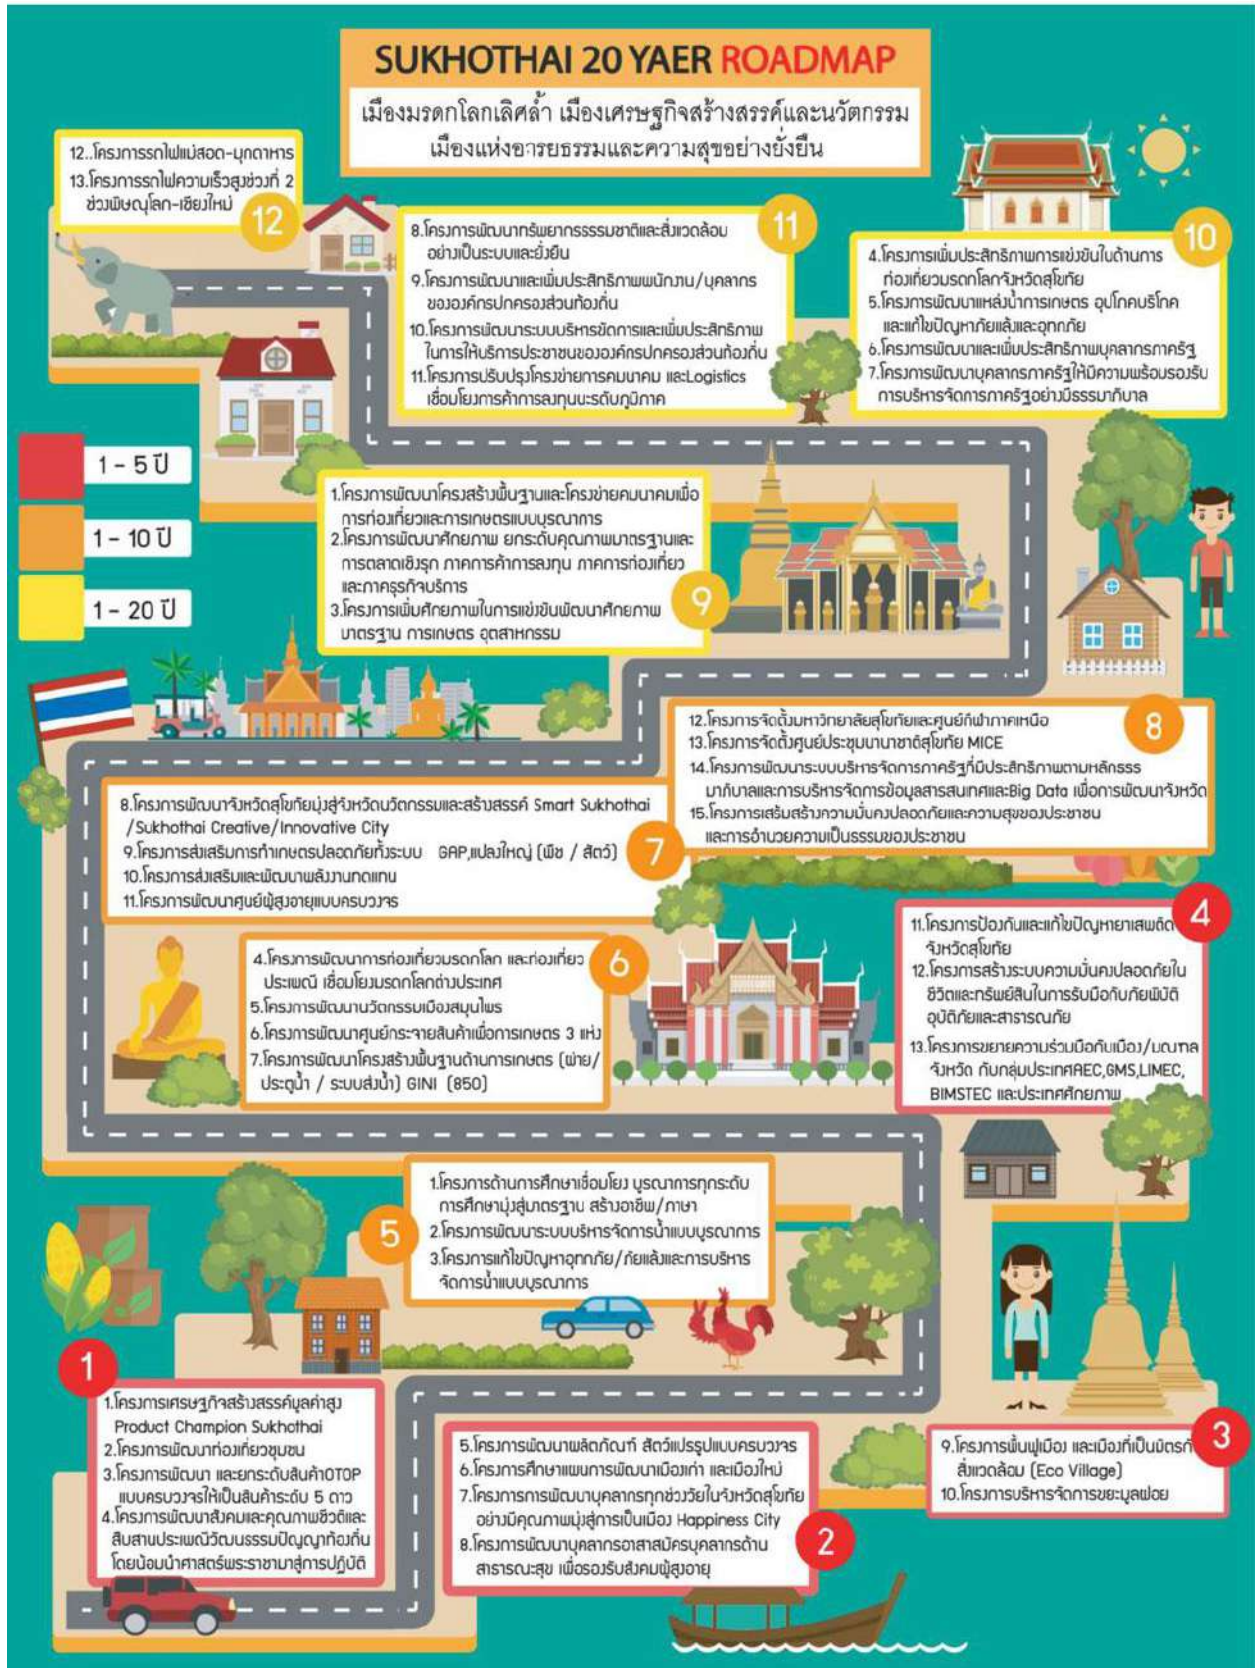 SUKHOTHAI 20 YAER ROADMAP
เมืองมรดกโลกเลิศล้ำ เมืองเศรษฐกิจสร้างสรรค์และนวัตกรรม
เมืองแห่งอารยธรรมและความสุขอย่างยั่งยืน
12..โครงการรถไฟแม่สอด-มุกดาหาร
13.โครงการรถไฟความเร็วสูงช่วงที่ 2
ช่วงพิษณุโลก-เชียงใหม่
12
8.โครงการพัฒนาทรัพยากรธรรมชาติและสิ่งแวดล้อม
อย่างเป็นระบบและยั่งยืน
9.โครงการพัฒนาและเพิ่มประสิทธิภาพพนักงาน/บุคลากร
ขององค์กรปกครองส่วนท้องถิ่น
10.โครงการพัฒนาระบบบริหารจัดการและเพิ่มประสิทธิภาพ
ในการให้บริการประชาชนขององค์กรปกครองส่วนท้องถิ่น
11.โครงการปรับปรุงโครงข่ายการคมนาคม และLogistics
เชื่อมโยงการค้าการลงทุนระดับภูมิภาค
11
4.โครงการเพิ่มประสิทธิภาพการแข่งขันในด้านการ
ท่องเที่ยวมรดกโลกจังหวัดสุโขทัย
5.โครงการพัฒนาแหล่งน้ำการเกษตร อุปโภคบริโภค
และแก้ไขปัญหาภัยแล้งและอุทกภัย
6.โครงการพัฒนาและเพิ่มประสิทธิภาพบุคลากรภาครัฐ
7.โครงการพัฒนาบุคลากรภาครัฐให้มีความพร้อมรองรับ
การบริหารจัดการภาครัฐอย่างมีธรรมาภิบาล
10
1 - 5 ปี
1 - 10 ปี
1 - 20 ปี
1.โครงการพัฒนาโครงสร้างพื้นฐานและโครงข่ายคมนาคมเพื่อ
การท่องเที่ยวและการเกษตรแบบบูรณาการ
2.โครงการพัฒนาศักยภาพ ยกระดับคุณภาพมาตรฐานและ
การตลาดเชิงรุก ภาคการค้าการลงทุน ภาคการท่องเที่ยว
และภาคธุรกิจบริการ
3.โครงการเพิ่มศักยภาพในการแข่งขันพัฒนาศักยภาพ
มาตรฐาน การเกษตร อุตสาหกรรม
9
12.โครงการจัดตั้งมหาวิทยาลัยสุโขทัยและศูนย์กีฬาภาคเหนือ
13.โครงการจัดตั้งศูนย์ประชุมนานาชาติสุโขทัย MICE
14.โครงการพัฒนาระบบบริหารจัดการภาครัฐที่มีประสิทธิภาพตามหลักธรร
มาภิบาลและการบริหารจัดการข้อมูลสารสนเทศและBig Data เพื่อการพัฒนาจังหวัด
15.โครงการเสริมสร้างความมั่นคงปลอดภัยและความสุขของประชาชน
และการอำนวยความเป็นธรรมของประชาชน
8
8.โครงการพัฒนาจังหวัดสุโขทัยมุ่งสู่จังหวัดนวัตกรรมและสร้างสรรค์ Smart Sukhothai
/Sukhothai Creative/Innovative City
9.โครงการส่งเสริมการทำเกษตรปลอดภัยทั้งระบบ GAP,แปลงใหญ่ (พืช / สัตว์)
10.โครงการส่งเสริมและพัฒนาพลังงานทดแทน
11.โครงการพัฒนาศูนย์ผู้สูงอายุแบบครบวงจร
7
11.โครงการป้องกันและแก้ไขปัญหายาเสพติด
จังหวัดสุโขทัย
12.โครงการสร้างระบบความมั่นคงปลอดภัยใน
ชีวิตและทรัพย์สินในการรับมือกับภัยพิบัติ
อุบัติภัยและสาธารณภัย
13.โครงการขยายความร่วมมือกับเมือง/มณฑล
จังหวัด กับกลุ่มประเทศAEC,GMS,LIMEC,
BIMSTEC และประเทศศักยภาพ
4
4.โครงการพัฒนาการท่องเที่ยวมรดกโลก และท่องเที่ยว
ประเพณี เชื่อมโยงมรดกโลกต่างประเทศ
5.โครงการพัฒนานวัตกรรมเมืองสมุนไพร
6.โครงการพัฒนาศูนย์กระจายสินค้าเพื่อการเกษตร 3 แห่ง
7.โครงการพัฒนาโครงสร้างพื้นฐานด้านการเกษตร (ฝาย/
ประตูน้ำ / ระบบส่งน้ำ) GINI (850)
6
1.โครงการด้านการศึกษาเชื่อมโยง บูรณาการทุกระดับ
การศึกษามุ่งสู่มาตรฐาน สร้างอาชีพ/ภาษา
2.โครงการพัฒนาระบบบริหารจัดการน้ำแบบบูรณาการ
3.โครงการแก้ไขปัญหาอุทกภัย/ภัยแล้งและการบริหาร
จัดการน้ำแบบบูรณาการ
5
1
1.โครงการเศรษฐกิจสร้างสรรค์มูลค่าสูง
Product Champion Sukhothai
2.โครงการพัฒนาท่องเที่ยวชุมชน
3.โครงการพัฒนา และยกระดับสินค้าOTOP
แบบครบวงจรให้เป็นสินค้าระดับ 5 ดาว
4.โครงการพัฒนาสังคมและคุณภาพชีวติและ
สืบสานประเพณีวัฒนธรรมปัญญาท้องถิ่น
โดยน้อมนำศาสตร์พระราชามาสู่การปฏิบัติ
5.โครงการพัฒนาผลิตภัณฑ์ สัตว์แปรรูปแบบครบวงจร
6.โครงการศึกษาแผนการพัฒนาเมืองเก่า และเมืองใหม่
7.โครงการการพัฒนาบุคลากรทุกช่วงวัยในจังหวัดสุโขทัย
อย่างมีคุณภาพมุ่งสู่การเป็นเมือง Happiness City
8.โครงการพัฒนาบุคลากรอาสาสมัครบุคลากรด้าน
สาธารณะสุข เพื่อรองรับสังคมผู้สูงอายุ
2
9.โครงการฟื้นฟูเมือง และเมืองที่เป็นมิตรกั
สิ่งแวดล้อม (Eco Village)
10.โครงการบริหารจัดการขยะมูลฝอย
3